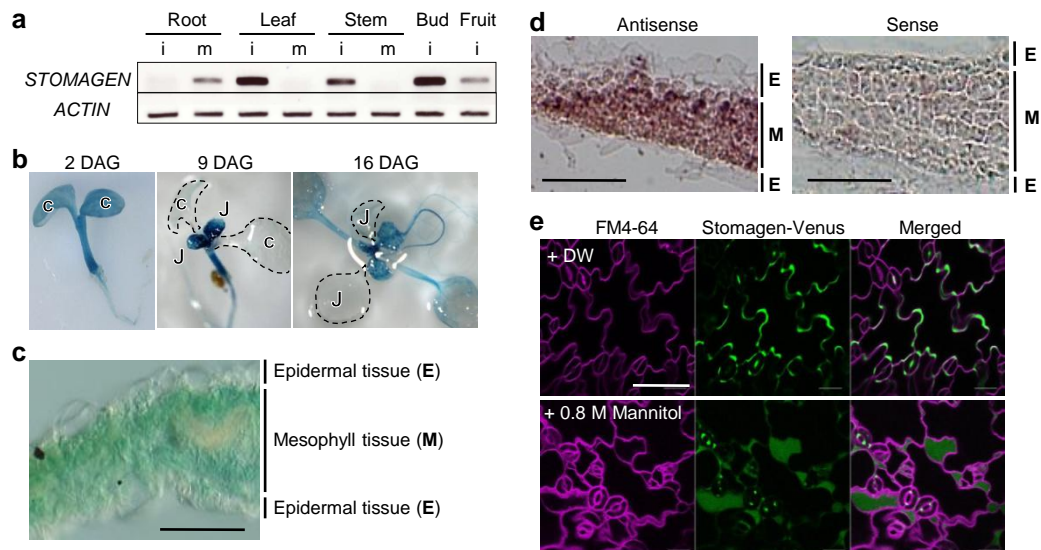 a
Root Leaf Stem Bud Fruit
i m i m i m i i
STOMAGEN
ACTIN
b
2 DAG 9 DAG 16 DAG
C C
C C J J
J J
c
Epidermal tissue (E)
Mesophyll tissue (M)
Epidermal tissue (E)
d
Antisense Sense
E
M
E
E
M
E
e
FM4-64 Stomagen-Venus Merged
+ DW
+ 0.8 M Mannitol